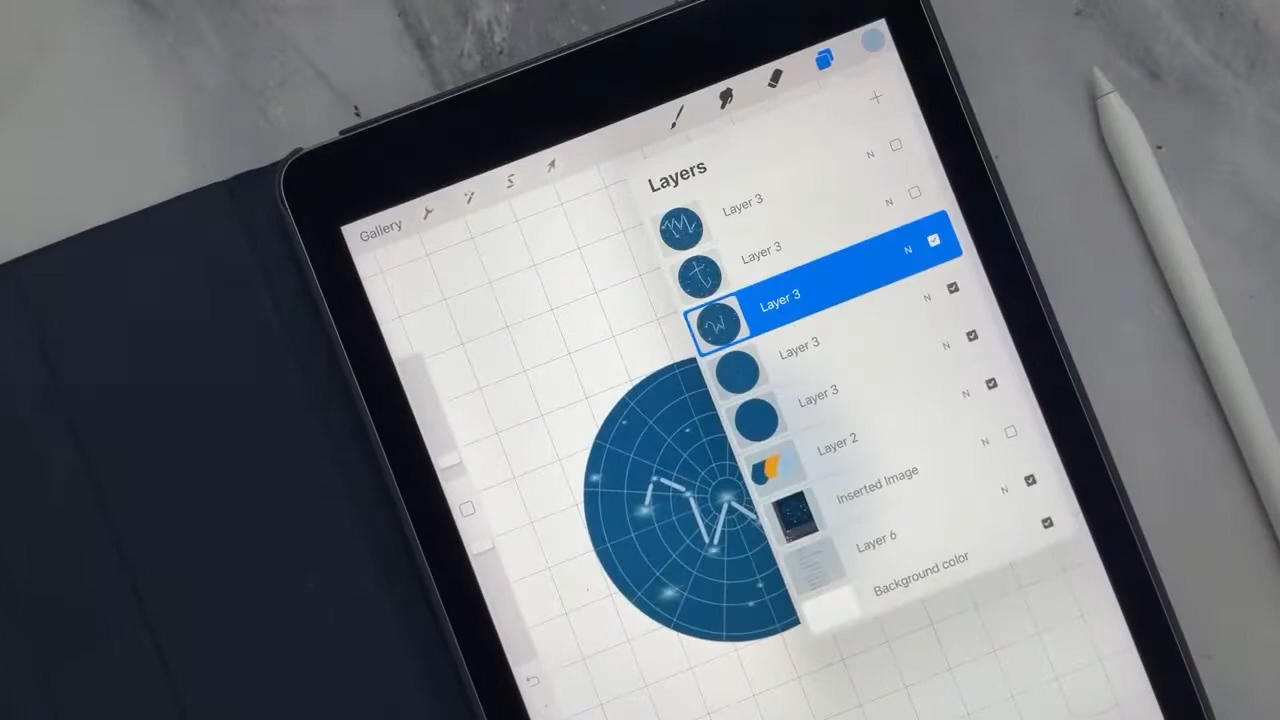 Gallery
Layers
Layer 3 N
Layer 3 N
Layer 3 N
Layer 3 N
Layer 3 N
Layer 2 N
Inserted Image N
Layer 6 N
Background color